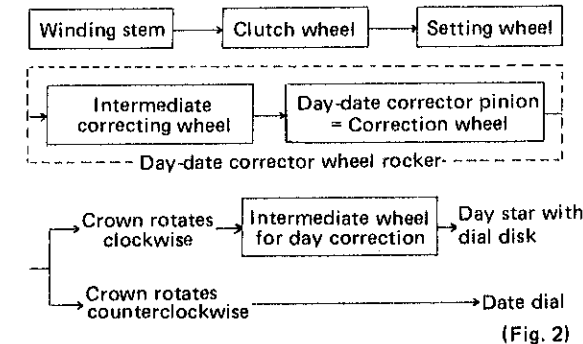 Winding stem
Clutch wheel
Setting wheel
Intermediate
correcting wheel
Day-date corrector pinion
= Correction wheel
Day-date corrector wheel rocker
Crown rotates
clockwise
Intermediate wheel
for day correction
Day star with
dial disk
Crown rotates
counterclockwise
Date dial
(Fig. 2)